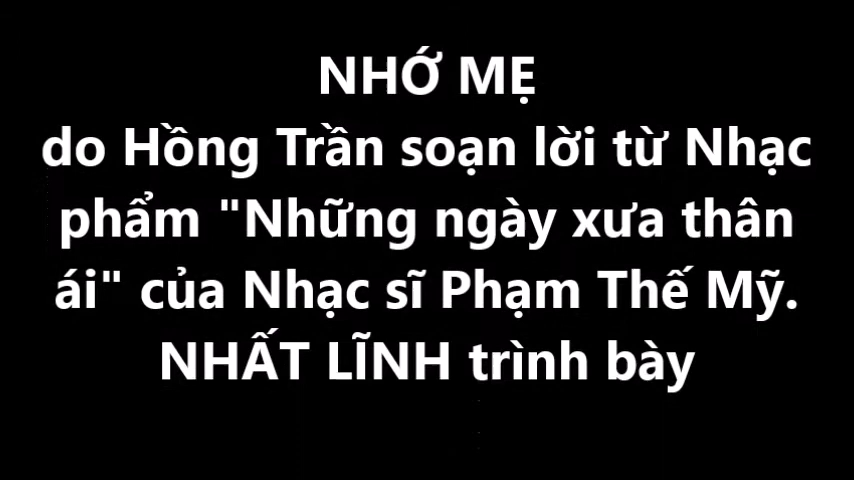 NHỚ MẸ
do Hồng Trần soạn lời từ Nhạc
phẩm "Những ngày xưa thân
ái" của Nhạc sĩ Phạm Thế Mỹ.
NHẤT LĨNH trình bày